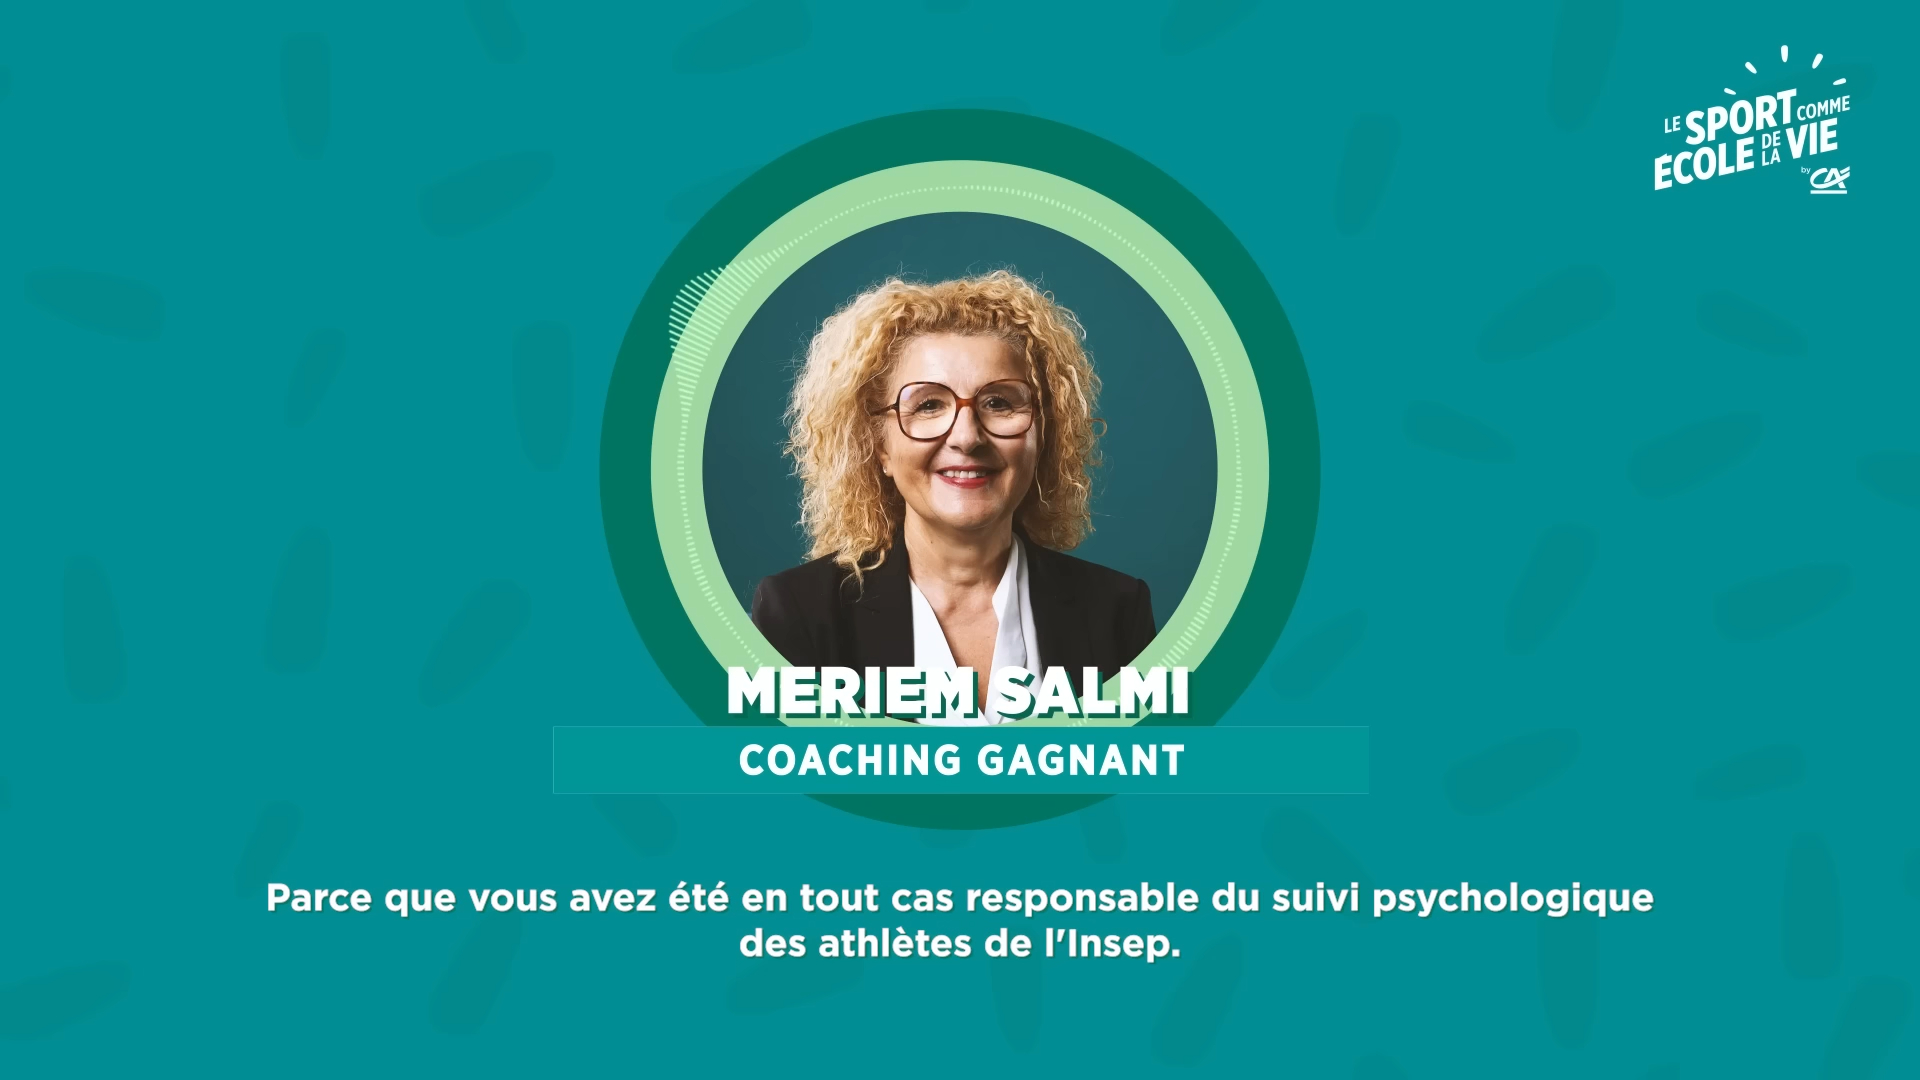 LE SPORT COMME
ÉCOLE DE LA VIE
by CA
MERIEM SALMI
COACHING GAGNANT
Parce que vous avez été en tout cas responsable du suivi psychologique
des athlètes de l'Insep.